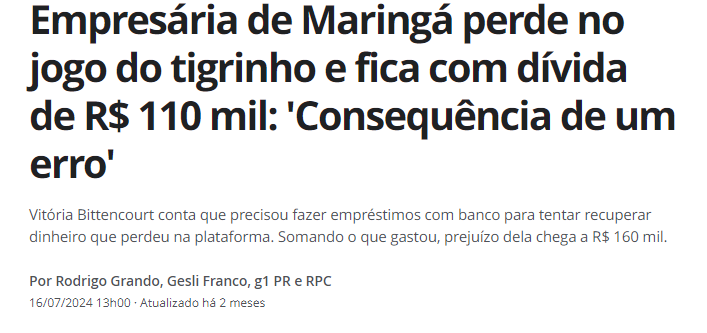 Empresária de Maringá perde no
jogo do tigrinho e fica com dívida
de R$ 110 mil: 'Consequência de um
erro'
Vitória Bittencourt conta que precisou fazer empréstimos com banco para tentar recuperar
dinheiro que perdeu na plataforma. Somando o que gastou, prejuízo dela chega a R$ 160 mil.
Por Rodrigo Grando, Gesli Franco, g1 PR e RPC
16/07/2024 13h00 · Atualizado há 2 meses